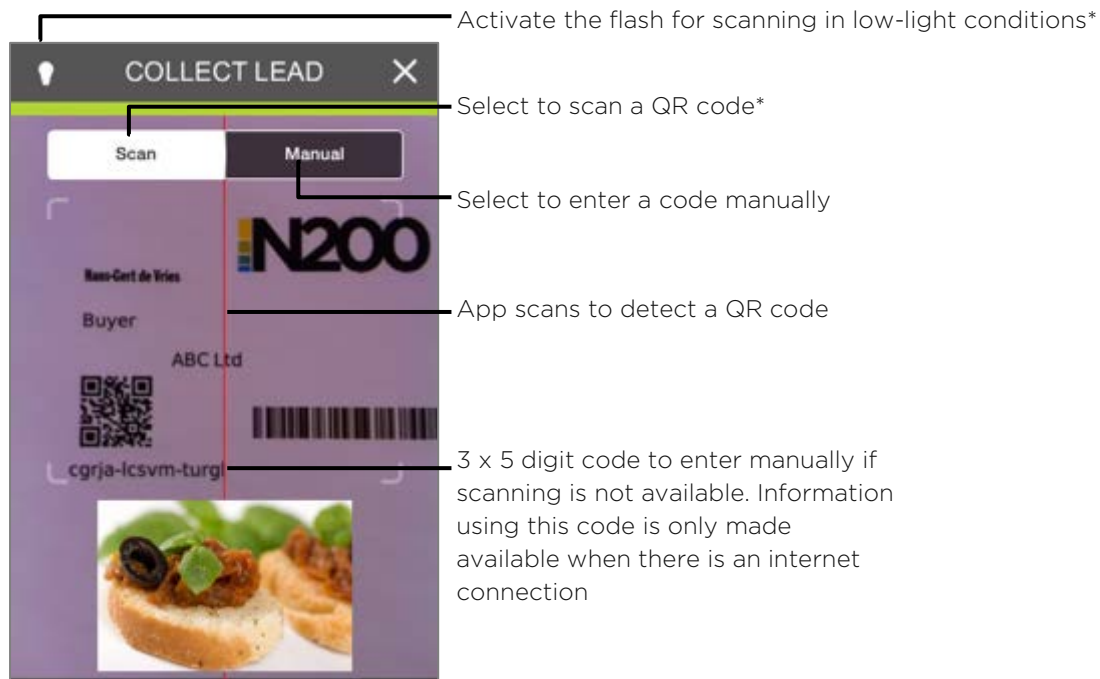 Activate the flash for scanning in low-light conditions*
COLLECT LEAD
Select to scan a QR code*
Scan
Manual
Select to enter a code manually
N200
Hans-Gert de Vries
App scans to detect a QR code
Buyer
ABC Ltd
cgrja-lcsvm-turgl
3 x 5 digit code to enter manually if
scanning is not available. Information
using this code is only made
available when there is an internet
connection